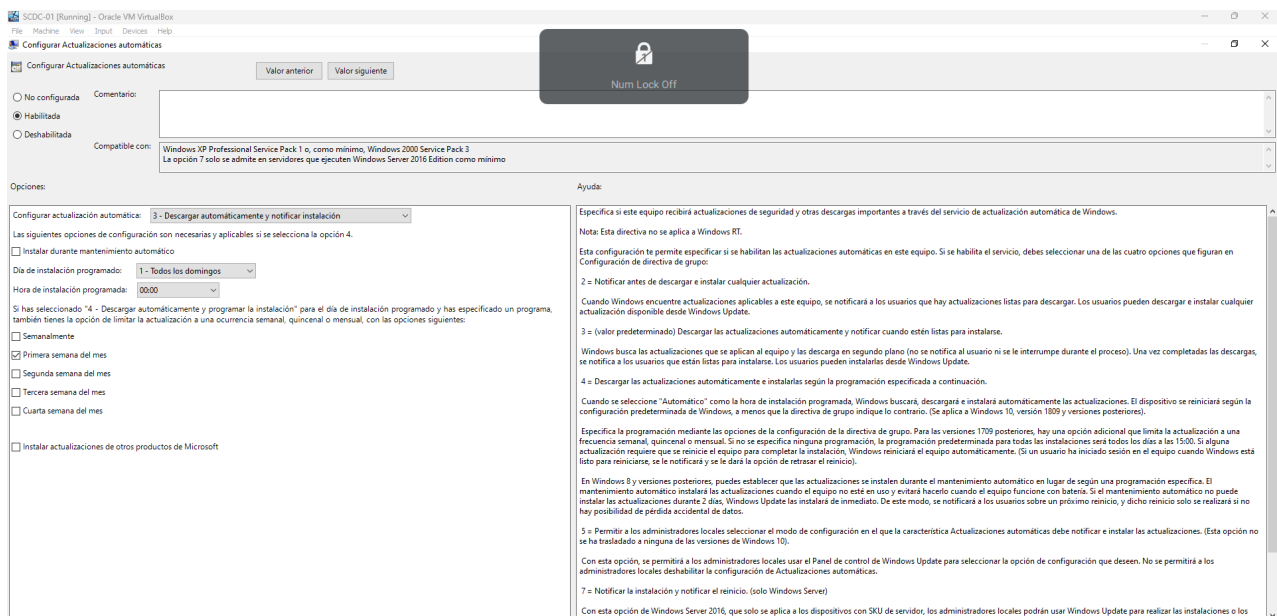 SCDC-01 [Running] - Oracle VM VirtualBox
File Machine View Input Devices Help
Configurar Actualizaciones automáticas
Configurar Actualizaciones automáticas
Valor anterior
Valor siguiente
Num Lock Off
No configurada
Comentario:
Habilitada
Deshabilitada
Compatible con:
Windows XP Professional Service Pack 1 o, como mínimo, Windows 2000 Service Pack 3
La opción 7 solo se admite en servidores que ejecuten Windows Server 2016 Edition como mínimo
Opciones:
Configurar actualización automática: 3 - Descargar automáticamente y notificar instalación
Las siguientes opciones de configuración son necesarias y aplicables si se selecciona la opción 4.
Instalar durante mantenimiento automático
Día de instalación programado: 1 - Todos los domingos
Hora de instalación programada: 00:00
Si has seleccionado "4 - Descargar automáticamente y programar la instalación" para el día de instalación programado y has especificado un programa,
también tienes la opción de limitar la actualización a una ocurrencia semanal, quincenal o mensual, con las opciones siguientes:
Semanalmente
Primera semana del mes
Segunda semana del mes
Tercera semana del mes
Cuarta semana del mes
Instalar actualizaciones de otros productos de Microsoft
Ayuda:
Especifica si este equipo recibirá actualizaciones de seguridad y otras descargas importantes a través del servicio de actualización automática de Windows.
Nota: Esta directiva no se aplica a Windows RT.
Esta configuración te permite especificar si se habilitan las actualizaciones automáticas en este equipo. Si se habilita el servicio, debes seleccionar una de las cuatro opciones que figuran en
Configuración de directiva de grupo:
2 = Notificar antes de descargar e instalar cualquier actualización.
Cuando Windows encuentre actualizaciones aplicables a este equipo, se notificará a los usuarios que hay actualizaciones listas para descargar. Los usuarios pueden descargar e instalar cualquier
actualización disponible desde Windows Update.
3 = (valor predeterminado) Descargar las actualizaciones automáticamente y notificar cuando estén listas para instalarse.
Windows busca las actualizaciones que se aplican al equipo y las descarga en segundo plano (no se notifica al usuario ni se le interrumpe durante el proceso). Una vez completadas las descargas,
se notifica a los usuarios que están listas para instalarse. Los usuarios pueden instalarlas desde Windows Update.
4 = Descargar las actualizaciones automáticamente e instalarlas según la programación especificada a continuación.
Cuando se seleccione "Automático" como la hora de instalación programada, Windows buscará, descargará e instalará automáticamente las actualizaciones. El dispositivo se reiniciará según la
configuración predeterminada de Windows, a menos que la directiva de grupo indique lo contrario. (Se aplica a Windows 10, versión 1809 y versiones posteriores).
Especifica la programación mediante las opciones de la configuración de la directiva de grupo. Para las versiones 1709 posteriores, hay una opción adicional que limita la actualización a una
frecuencia semanal, quincenal o mensual. Si no se especifica ninguna programación, la programación predeterminada para todas las instalaciones será todos los días a las 15:00. Si alguna
actualización requiere que se reinicie el equipo para completar la instalación, Windows reiniciará el equipo automáticamente. (Si un usuario ha iniciado sesión en el equipo cuando Windows está
listo para reiniciarse, se le notificará y se le dará la opción de retrasar el reinicio).
En Windows 8 y versiones posteriores, puedes establecer que las actualizaciones se instalen durante el mantenimiento automático en lugar de según una programación específica. El
mantenimiento automático instalará las actualizaciones cuando el equipo no esté en uso y evitará hacerlo cuando el equipo funcione con batería. Si el mantenimiento automático no puede
instalar las actualizaciones durante 2 días, Windows Update las instalará de inmediato. De este modo, se notificará a los usuarios sobre un próximo reinicio, y dicho reinicio solo se realizará si no
hay posibilidad de pérdida accidental de datos.
5 = Permitir a los administradores locales seleccionar el modo de configuración en el que la característica Actualizaciones automáticas debe notificar e instalar las actualizaciones. (Esta opción no
se ha trasladado a ninguna de las versiones de Windows 10).
Con esta opción, se permitirá a los administradores locales usar el Panel de control de Windows Update para seleccionar la opción de configuración que deseen. No se permitirá a los
administradores locales deshabilitar la configuración de Actualizaciones automáticas.
7 = Notificar la instalación y notificar el reinicio. (solo Windows Server)
Con esta opción de Windows Server 2016, que solo se aplica a los dispositivos con SKU de servidor, los administradores locales podrán usar Windows Update para realizar las instalaciones o los